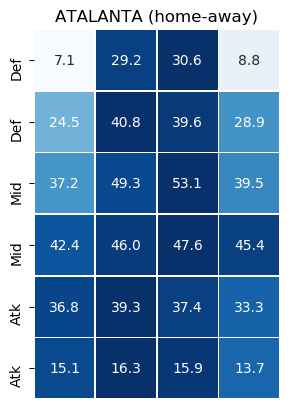 ATALANTA (home-away)
Def 7.1 29.2 30.6 8.8
Def 24.5 40.8 39.6 28.9
Mid 37.2 49.3 53.1 39.5
Mid 42.4 46.0 47.6 45.4
Atk 36.8 39.3 37.4 33.3
Atk 15.1 16.3 15.9 13.7